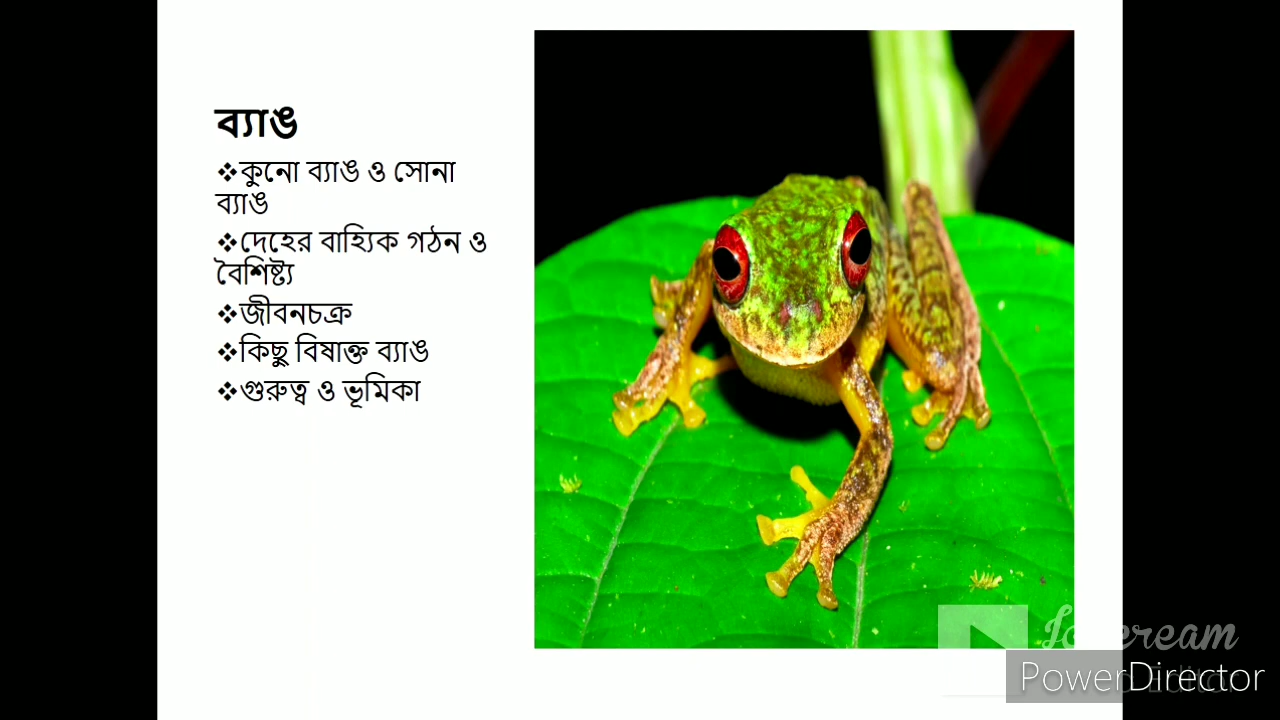 ব্যাঙ
❖কুনো ব্যাঙ ও সোনা
ব্যাঙ
❖দেহের বাহ্যিক গঠন ও
বৈশিষ্ট্য
❖জীবনচক্র
❖কিছু বিষাক্ত ব্যাঙ
❖গুরুত্ব ও ভূমিকা
PowerDirector